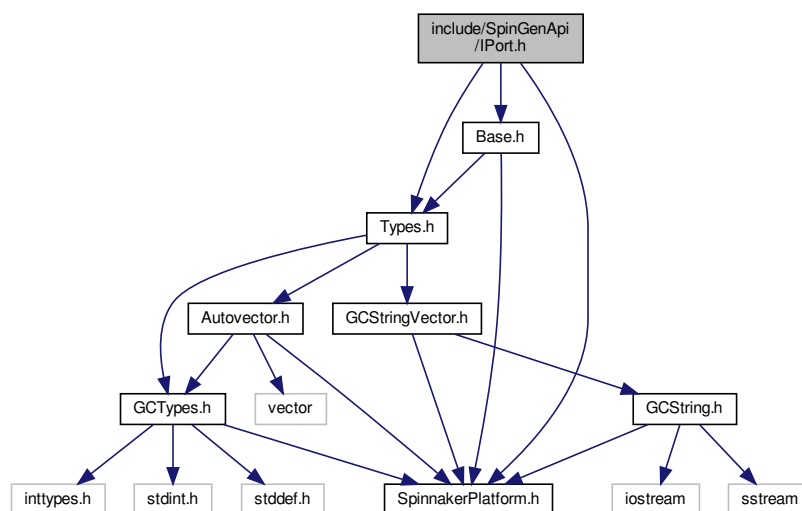 include/SpinGenApi
/IPort.h
Base.h
Types.h
Autovector.h
GCStringVector.h
GCTypes.h
vector
GCString.h
inttypes.h
stdint.h
stddef.h
SpinnakerPlatform.h
iostream
sstream